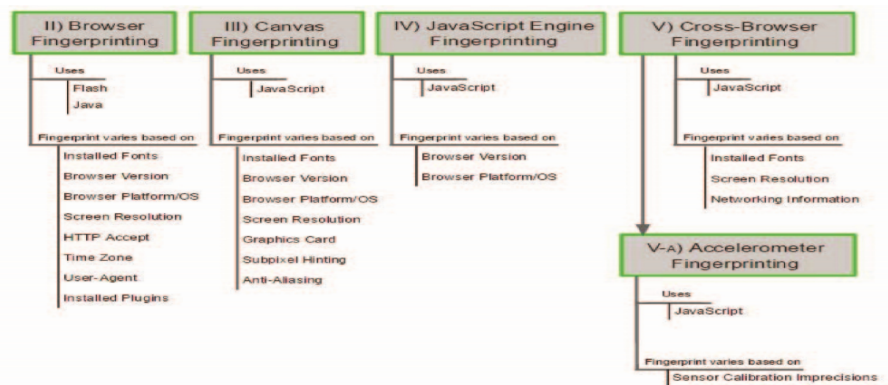 II) Browser
Fingerprinting
Uses
Flash
Java
Fingerprint varies based on
Installed Fonts
Browser Version
Browser Platform/OS
Screen Resolution
HTTP Accept
Time Zone
User-Agent
Installed Plugins
III) Canvas
Fingerprinting
Uses
JavaScript
Fingerprint varies based on
Installed Fonts
Browser Version
Browser Platform/OS
Screen Resolution
Graphics Card
Subpixel Hinting
Anti-Aliasing
IV) JavaScript Engine
Fingerprinting
Uses
JavaScript
Fingerprint varies based on
Browser Version
Browser Platform/OS
V) Cross-Browser
Fingerprinting
Uses
JavaScript
Fingerprint varies based on
Installed Fonts
Screen Resolution
Networking Information
V-A) Accelerometer
Fingerprinting
Uses
JavaScript
Fingerprint varies based on
Sensor Calibration Imprecisions